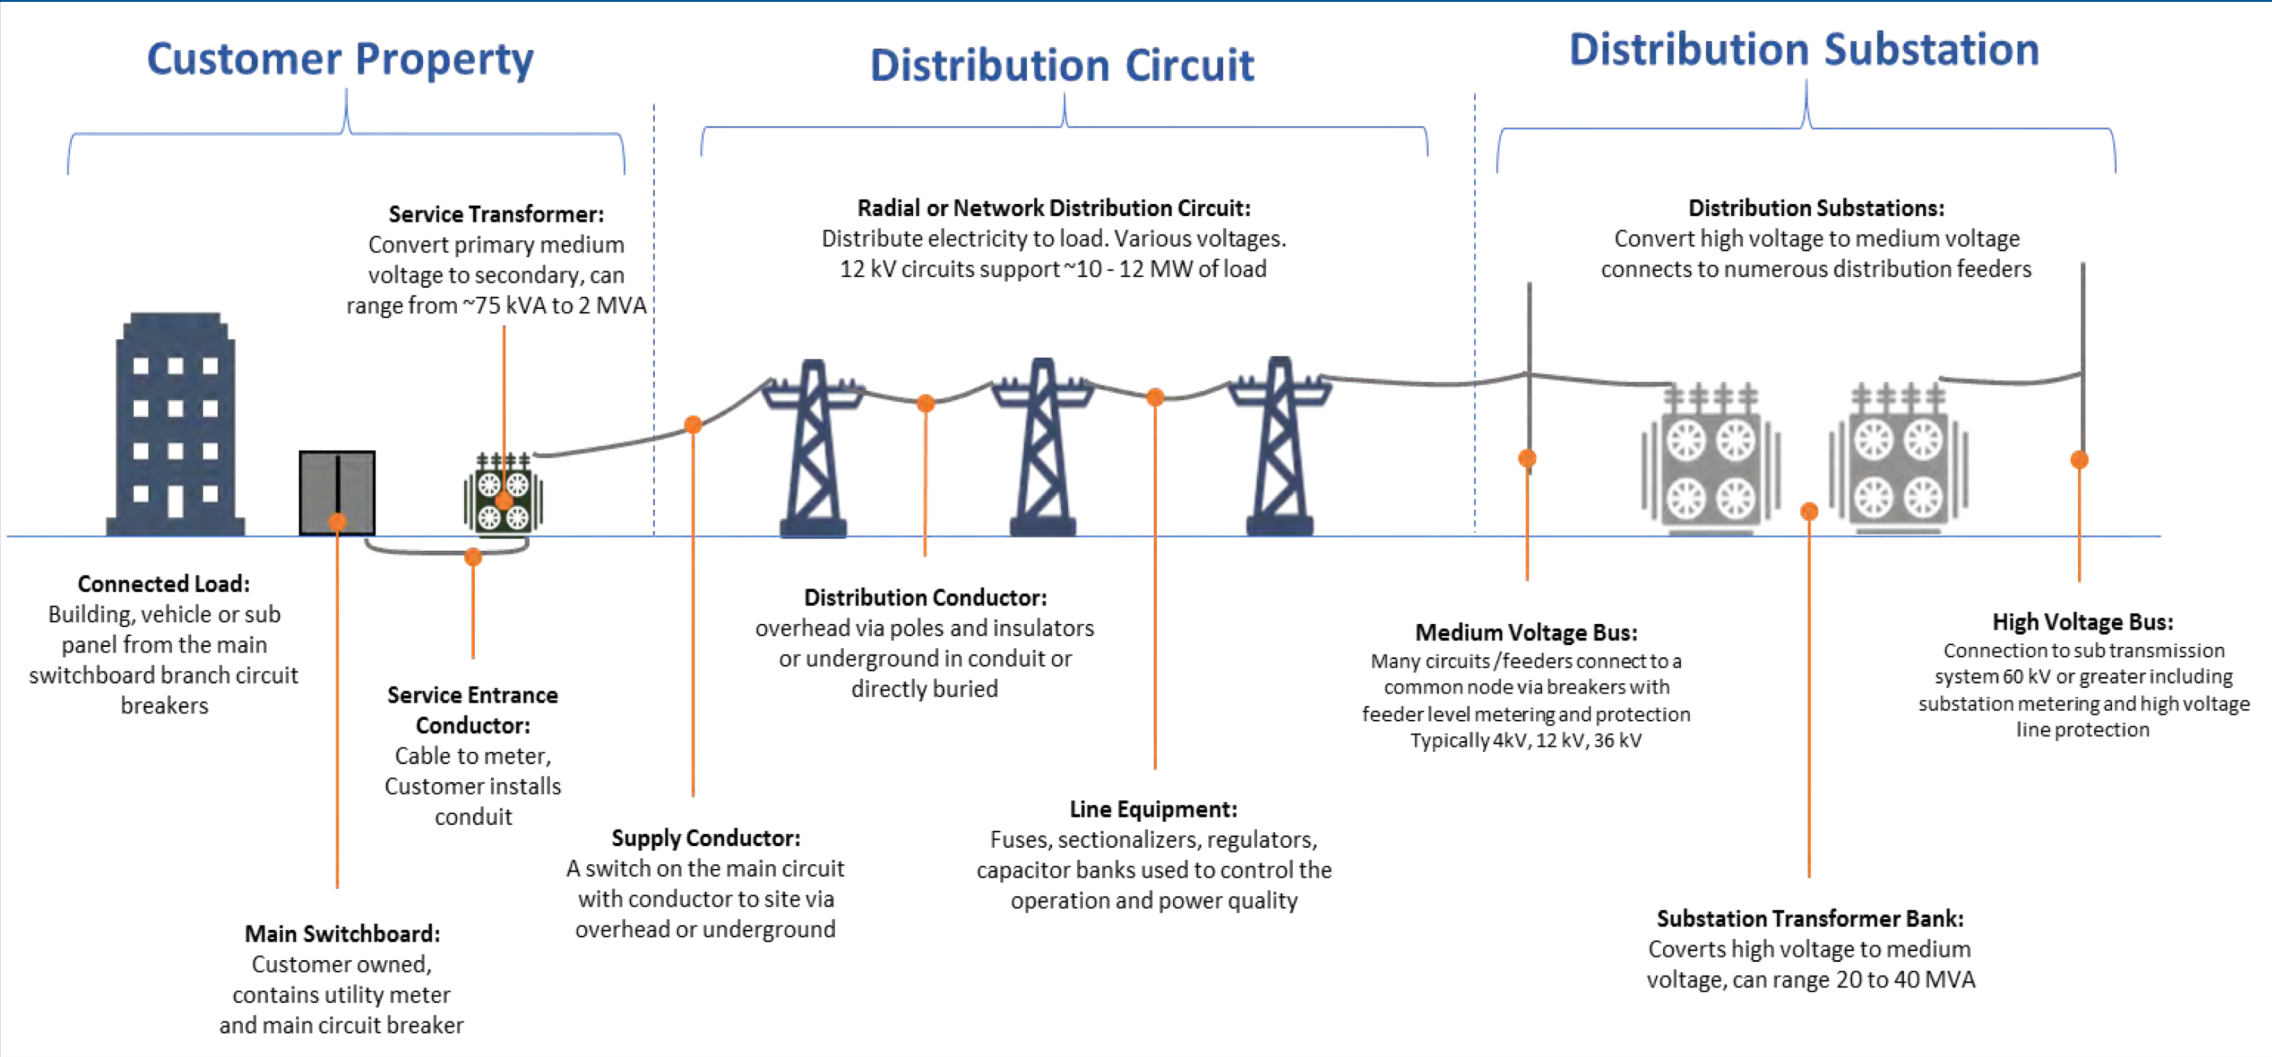 Customer Property
Distribution Circuit
Distribution Substation
Service Transformer:
Convert primary medium
voltage to secondary, can
range from ~75 kVA to 2 MVA
Radial or Network Distribution Circuit:
Distribute electricity to load. Various voltages.
12 kV circuits support ~10 - 12 MW of load
Distribution Substations:
Convert high voltage to medium voltage
connects to numerous distribution feeders
Connected Load:
Building, vehicle or sub
panel from the main
switchboard branch circuit
breakers
Main Switchboard:
Customer owned,
contains utility meter
and main circuit breaker
Service Entrance
Conductor:
Cable to meter,
Customer installs
conduit
Supply Conductor:
A switch on the main circuit
with conductor to site via
overhead or underground
Distribution Conductor:
overhead via poles and insulators
or underground in conduit or
directly buried
Line Equipment:
Fuses, sectionalizers, regulators,
capacitor banks used to control the
operation and power quality
Medium Voltage Bus:
Many circuits /feeders connect to a
common node via breakers with
feeder level metering and protection
Typically 4kV, 12 kV, 36 kV
Substation Transformer Bank:
Coverts high voltage to medium
voltage, can range 20 to 40 MVA
High Voltage Bus:
Connection to sub transmission
system 60 kV or greater including
substation metering and high voltage
line protection